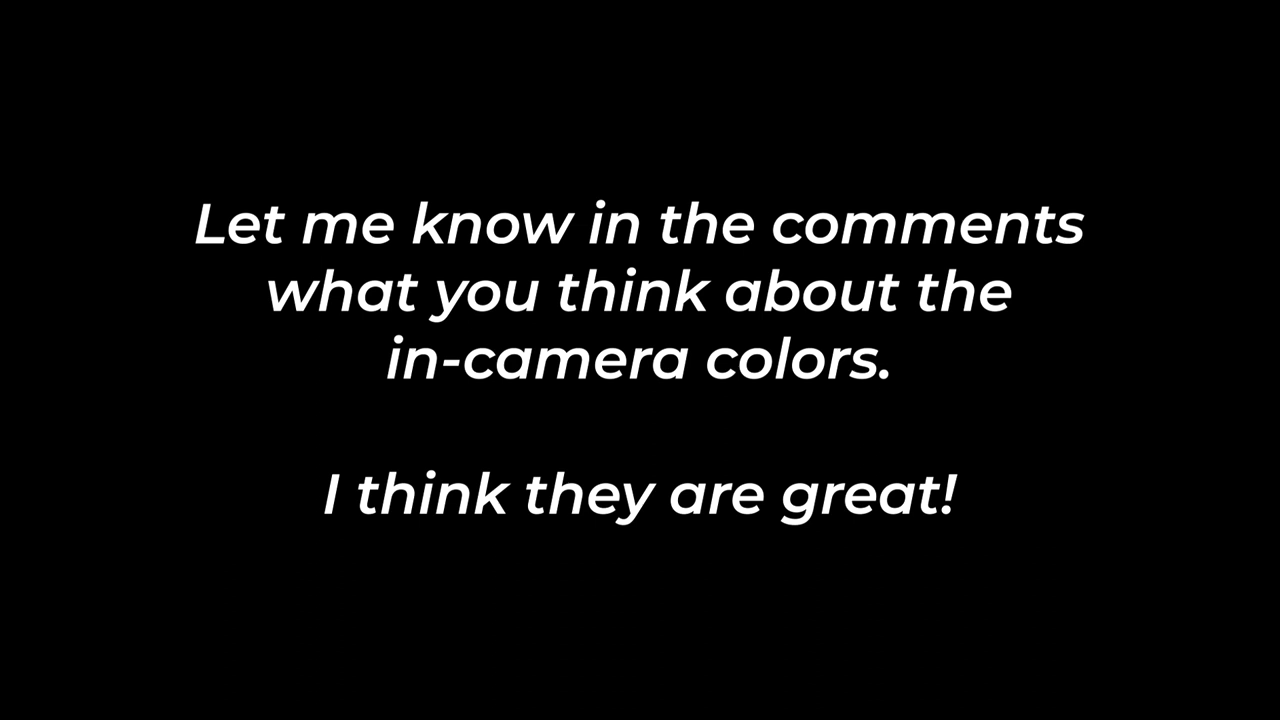 Let me know in the comments
what you think about the
in-camera colors.
I think they are great!